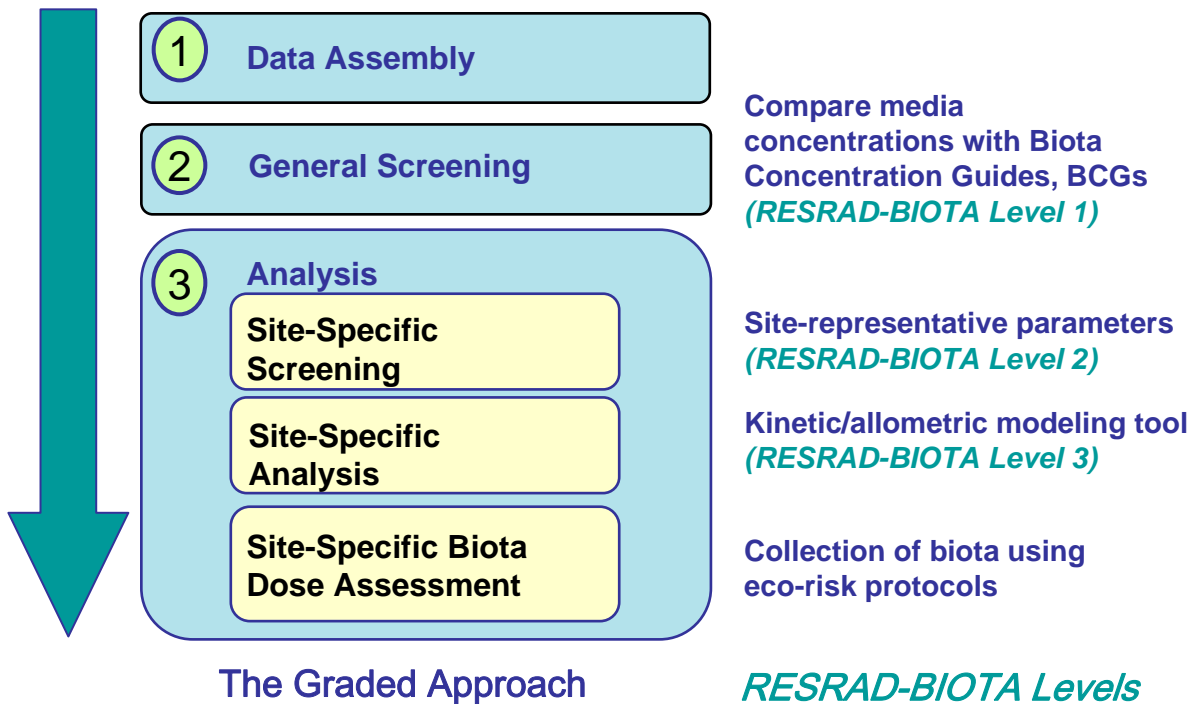 1
Data Assembly
2
General Screening
Compare media
concentrations with Biota
Concentration Guides, BCGs
(RESRAD-BIOTA Level 1)
3
Analysis
Site-Specific
Screening
Site-representative parameters
(RESRAD-BIOTA Level 2)
Site-Specific
Analysis
Kinetic/allometric modeling tool
(RESRAD-BIOTA Level 3)
Site-Specific Biota
Dose Assessment
Collection of biota using
eco-risk protocols
The Graded Approach
RESRAD-BIOTA Levels